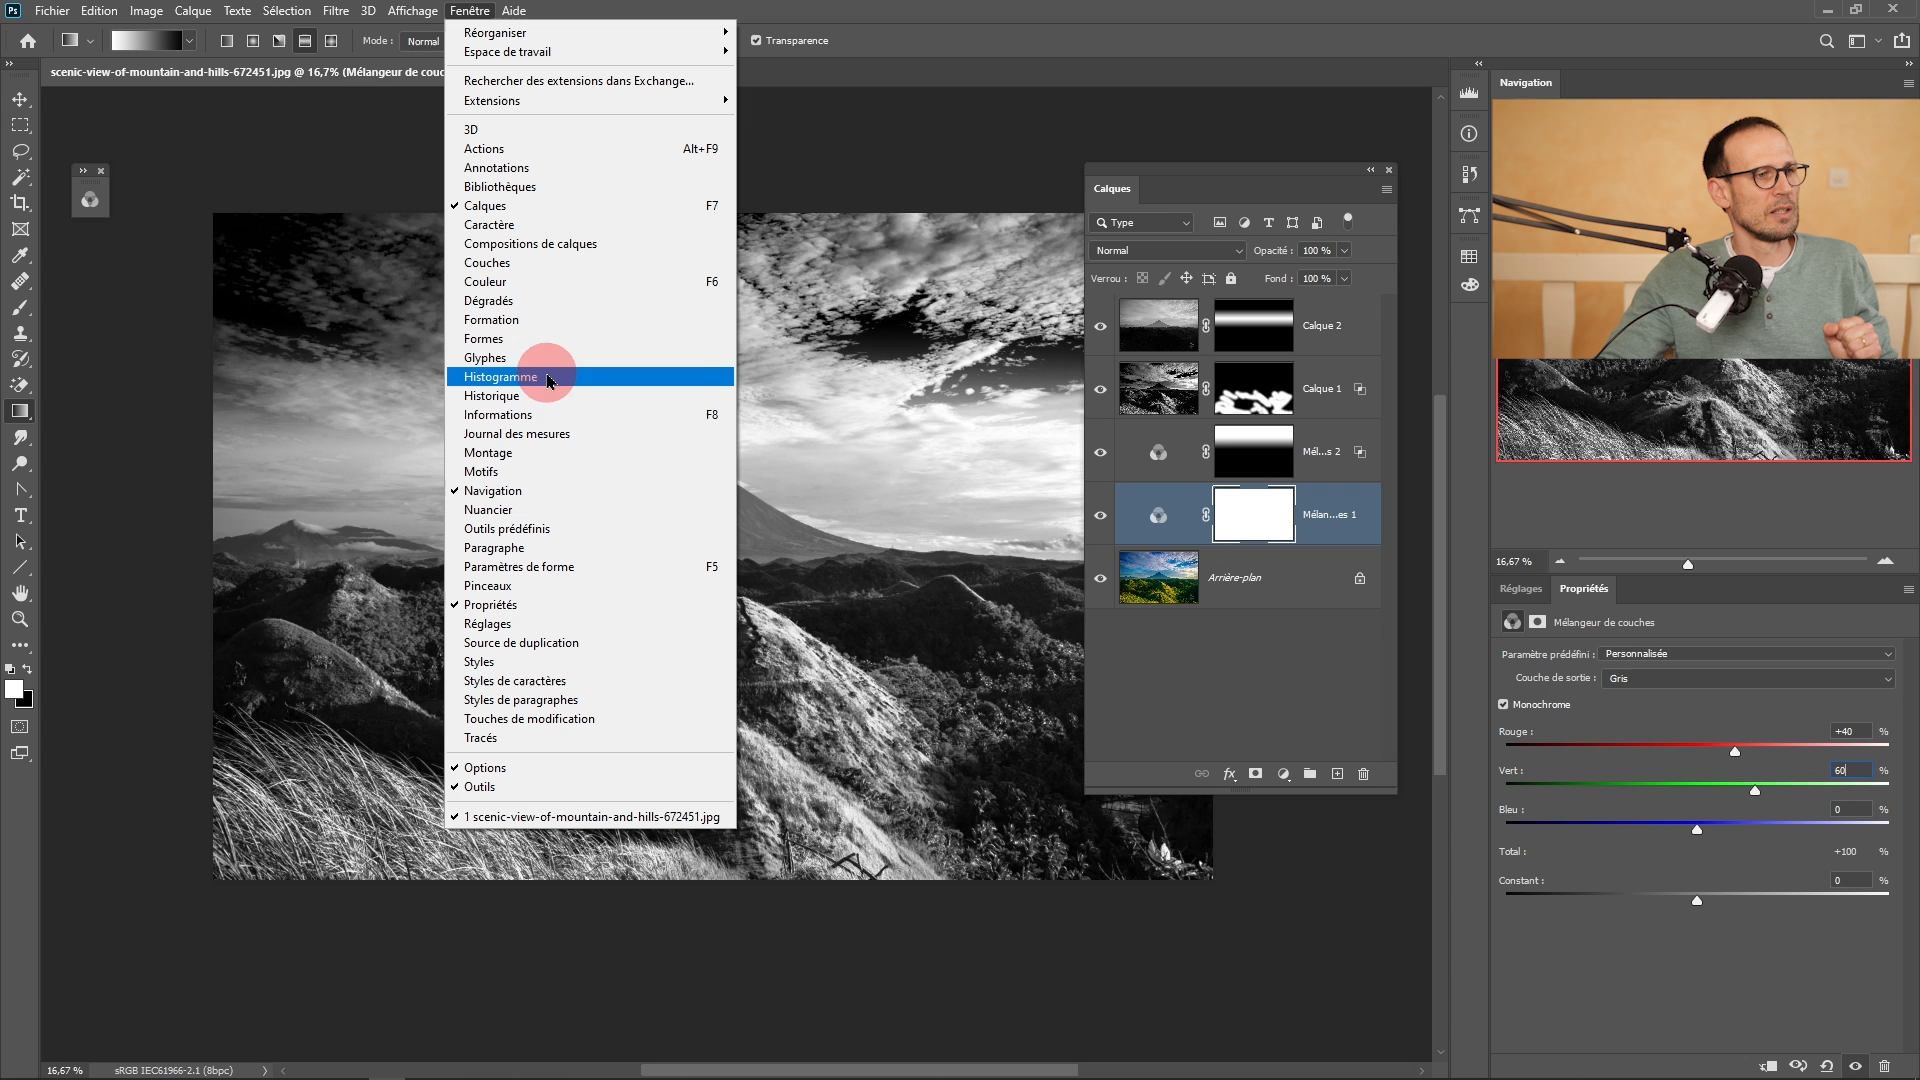 Ps Fichier Edition Image Calque Texte Sélection Filtre 3D Affichage Fenêtre Aide
Mode : Normal
Transparence
scenic-view-of-mountain-and-hills-672451.jpg @ 16,7% (Mélangeur de couc
Réorganiser
Espace de travail
Rechercher des extensions dans Exchange...
Extensions
3D
Actions Alt+F9
Annotations
Bibliothèques
Calques F7
Caractère
Compositions de calques
Couches
Couleur F6
Dégradés
Formation
Formes
Glyphes
Histogramme
Historique
Informations F8
Journal des mesures
Montage
Motifs
Navigation
Nuancier
Outils prédéfinis
Paragraphe
Paramètres de forme F5
Pinceaux
Propriétés
Réglages
Source de duplication
Styles
Styles de caractères
Styles de paragraphes
Touches de modification
Tracés
Options
Outils
1 scenic-view-of-mountain-and-hills-672451.jpg
Calques
Type
Normal Opacité : 100 %
Verrou : Fond : 100 %
Calque 2
Calque 1
Mél...s 2
Mélan...es 1
Arrière-plan
fx
Navigation
16,67 %
Réglages Propriétés
Mélangeur de couches
Paramètre prédéfini : Personnalisée
Couche de sortie : Gris
Monochrome
Rouge : +40 %
Vert : 60 %
Bleu : 0 %
Total : +100 %
Constant : 0 %
16,67 % sRGB IEC61966-2.1 (8bpc)